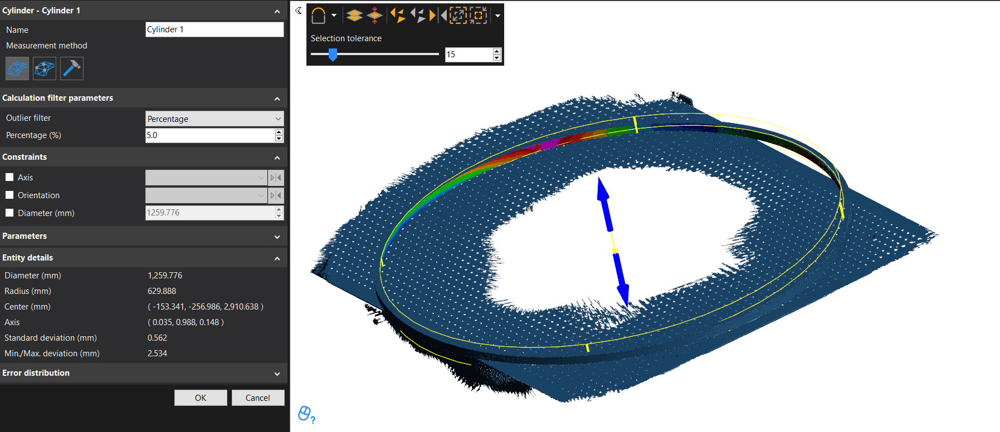 Cylinder - Cylinder 1
Name Cylinder 1
Measurement method
Calculation filter parameters
Outlier filter Percentage
Percentage (%) 5.0
Constraints
Axis
Orientation
Diameter (mm) 1259.776
Parameters
Entity details
Diameter (mm) 1,259.776
Radius (mm) 629.888
Center (mm) ( -153.341, -256.986, 2,910.638 )
Axis ( 0.035, 0.988, 0.148 )
Standard deviation (mm) 0.562
Min./Max. deviation (mm) 2.534
Error distribution
OK Cancel
Selection tolerance
15
?